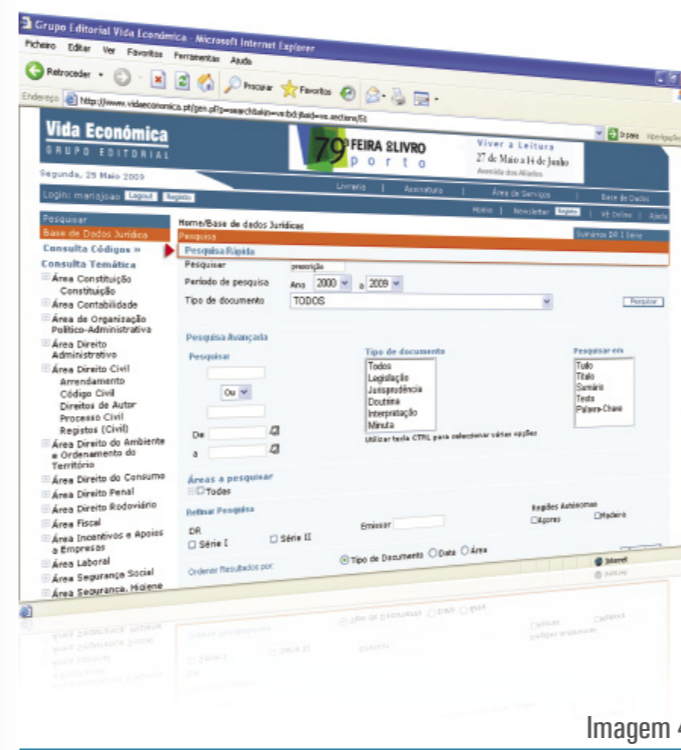 Grupo Editorial Vida Económica - Microsoft Internet Explorer
Ficheiro Editar Ver Favoritos Ferramentas Ajuda
Retroceder Procurar Favoritos
Endereço http://www.vidaeconomica.pt/gen.pl?p=
Ir para Hiperligações
Vida Económica
GRUPO EDITORIAL
79ª FEIRA DO LIVRO
porto
Viver a Leitura
27 de Maio a 14 de Junho
Avenida dos Aliados
Segunda, 25 Maio 2009
Livraria | Assinatura | Área de Serviços | Base de Dados
Login: mariojoao Logout Registo
Home | Newsletter Registo | VE Online | Ajuda
Pesquisar
Base de Dados Jurídica
Consulta Códigos »
Consulta Temática
Área Constituição
Constituição
Área Contabilidade
Área de Organização
Político-Administrativa
Área Direito
Administrativo
Área Direito Civil
Arrendamento
Código Civil
Direitos de Autor
Processo Civil
Registos (Civil)
Área Direito do Ambiente
e Ordenamento do
Território
Área Direito do Consumo
Área Direito Penal
Área Direito Rodoviário
Área Fiscal
Área Incentivos e Apoios
a Empresas
Área Laboral
Área Segurança Social
Área Segurança, Higiene
Home/Base de dados Jurídicas
Pesquisa
Sumários DR I Série
Pesquisa Rápida
Pesquisar prescrição
Período de pesquisa Ano 2000 a 2009
Tipo de documento TODOS
Pesquisar
Pesquisa Avançada
Pesquisar
Ou
De
a
Tipo de documento
Todos
Legislação
Jurisprudência
Doutrina
Interpretação
Minuta
Utilizar tecla CTRL para seleccionar várias opções
Pesquisar em
Tudo
Título
Sumário
Texto
Palavra-Chave
Áreas a pesquisar
Todas
Refinar Pesquisa
DR
Série I Série II
Emissor
Regiões Autónomas
Açores Madeira
Ordenar Resultados por: Tipo de Documento Data Área
Internet
Imagem 4